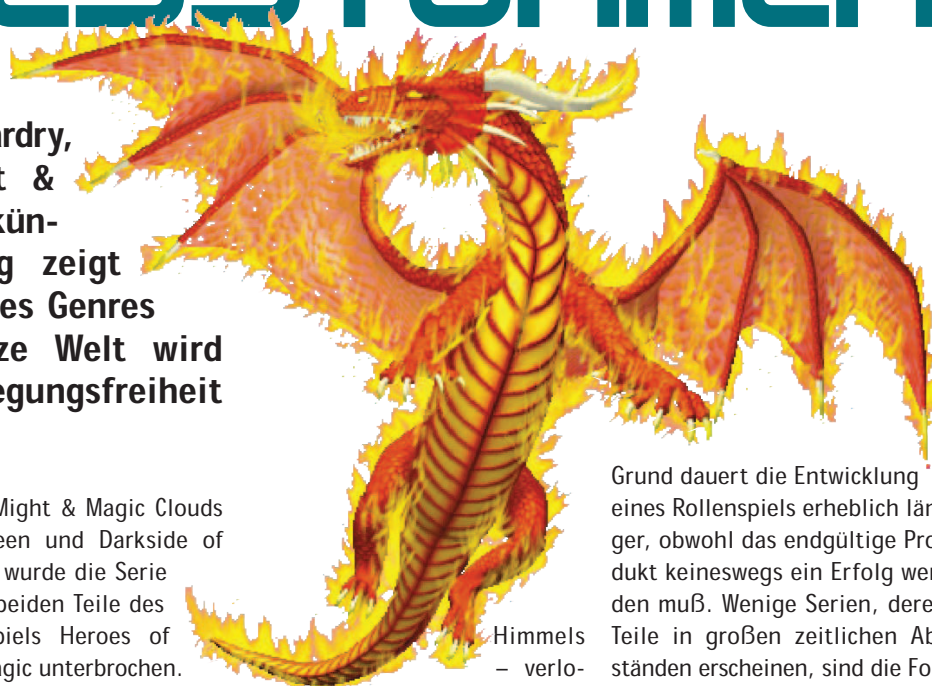 ardry,
t &
kün-
g zeigt
es Genres
ze Welt wird
egungsfreiheit
Might & Magic Clouds
een und Darkside of
wurde die Serie
beiden Teile des
piels Heroes of
agic unterbrochen.
Himmels
– verlo-
Grund dauert die Entwicklung
eines Rollenspiels erheblich län-
ger, obwohl das endgültige Pro-
dukt keineswegs ein Erfolg wer-
den muß. Wenige Serien, deren
Teile in großen zeitlichen Ab-
ständen erscheinen, sind die Fol-